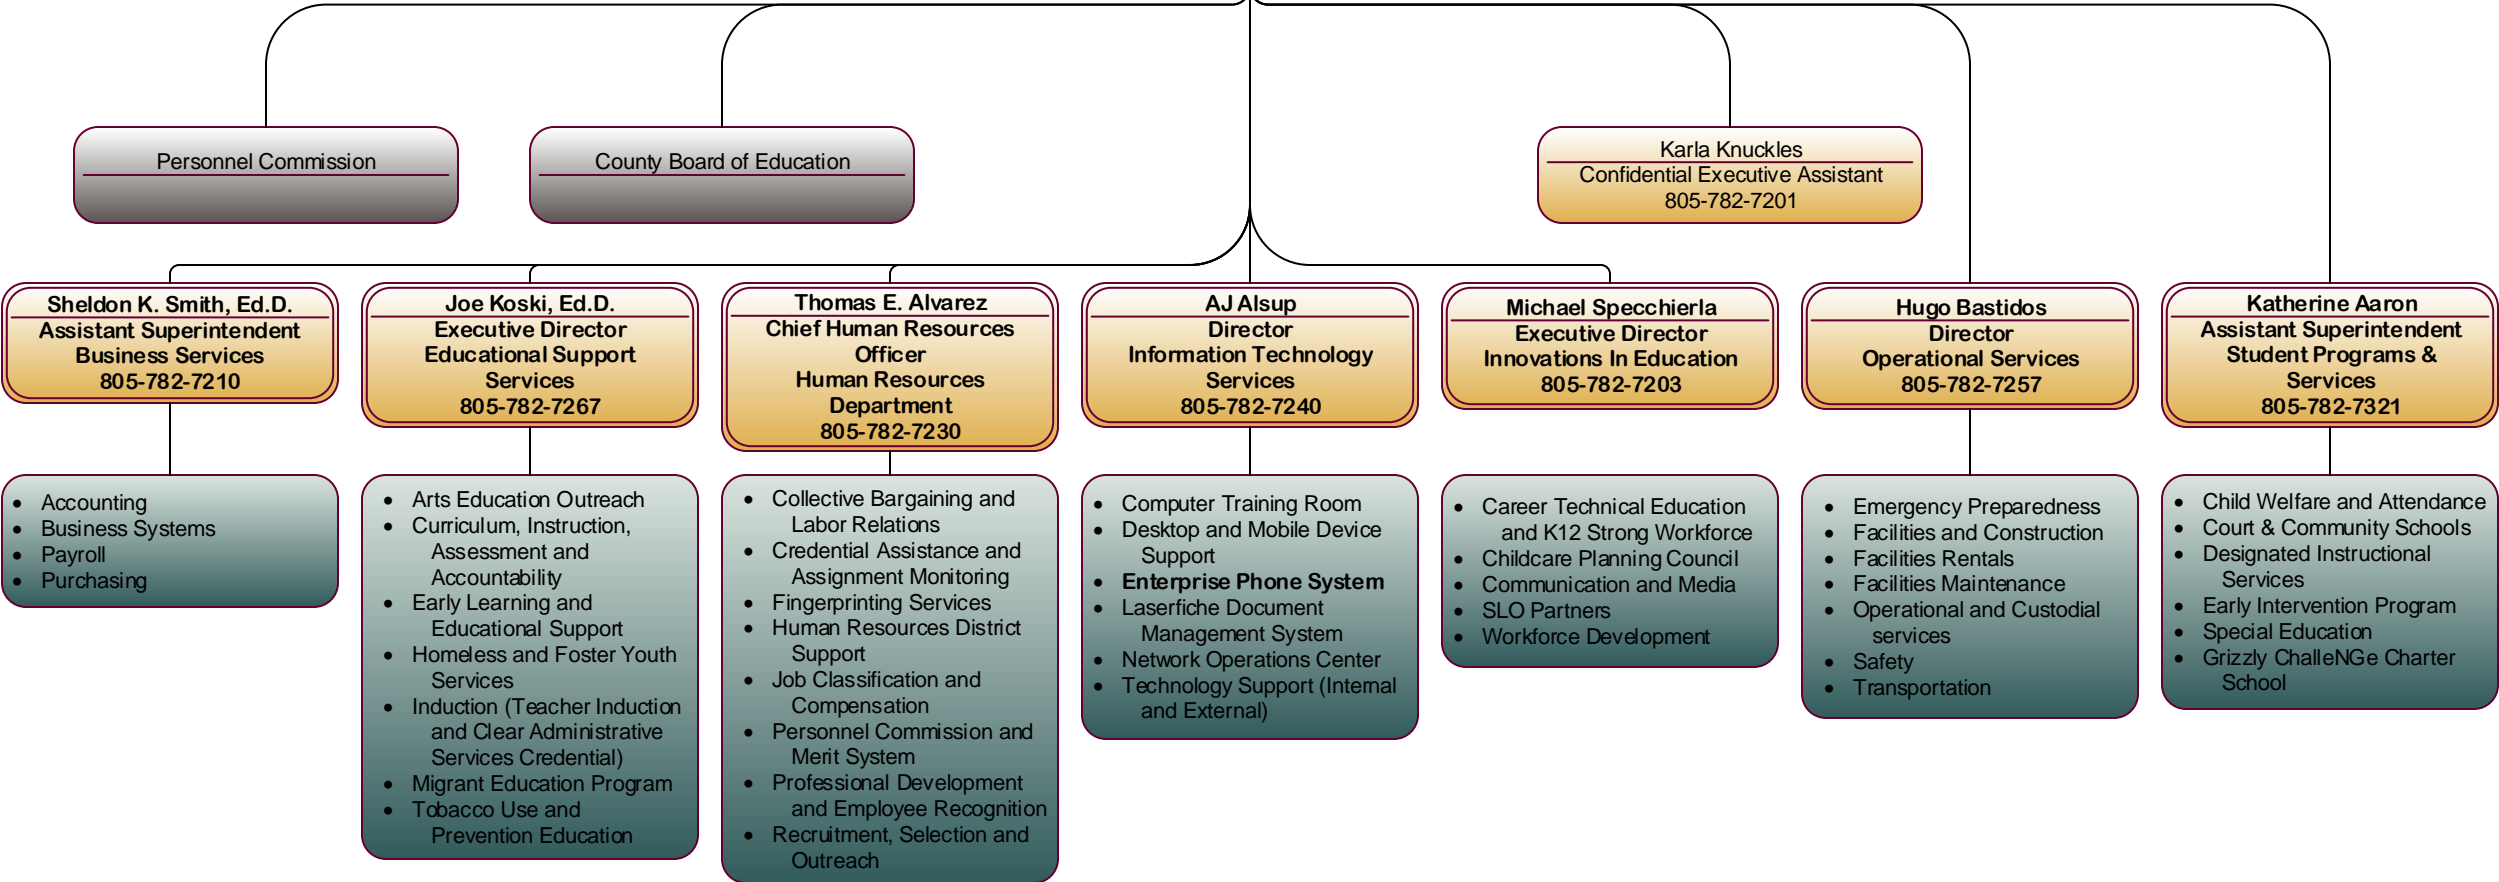 Personnel Commission
County Board of Education
Karla Knuckles
Confidential Executive Assistant
805-782-7201
Sheldon K. Smith, Ed.D.
Assistant Superintendent
Business Services
805-782-7210
Joe Koski, Ed.D.
Executive Director
Educational Support
Services
805-782-7267
Thomas E. Alvarez
Chief Human Resources
Officer
Human Resources
Department
805-782-7230
AJ Alsup
Director
Information Technology
Services
805-782-7240
Michael Specchierla
Executive Director
Innovations In Education
805-782-7203
Hugo Bastidos
Director
Operational Services
805-782-7257
Katherine Aaron
Assistant Superintendent
Student Programs &
Services
805-782-7321
• Accounting
• Business Systems
• Payroll
• Purchasing
• Arts Education Outreach
• Curriculum, Instruction,
Assessment and
Accountability
• Early Learning and
Educational Support
• Homeless and Foster Youth
Services
• Induction (Teacher Induction
and Clear Administrative
Services Credential)
• Migrant Education Program
• Tobacco Use and
Prevention Education
• Collective Bargaining and
Labor Relations
• Credential Assistance and
Assignment Monitoring
• Fingerprinting Services
• Human Resources District
Support
• Job Classification and
Compensation
• Personnel Commission and
Merit System
• Professional Development
and Employee Recognition
• Recruitment, Selection and
Outreach
• Computer Training Room
• Desktop and Mobile Device
Support
• Enterprise Phone System
• Laserfiche Document
Management System
• Network Operations Center
• Technology Support (Internal
and External)
• Career Technical Education
and K12 Strong Workforce
• Childcare Planning Council
• Communication and Media
• SLO Partners
• Workforce Development
• Emergency Preparedness
• Facilities and Construction
• Facilities Rentals
• Facilities Maintenance
• Operational and Custodial
services
• Safety
• Transportation
• Child Welfare and Attendance
• Court & Community Schools
• Designated Instructional
Services
• Early Intervention Program
• Special Education
• Grizzly ChalleNGe Charter
School